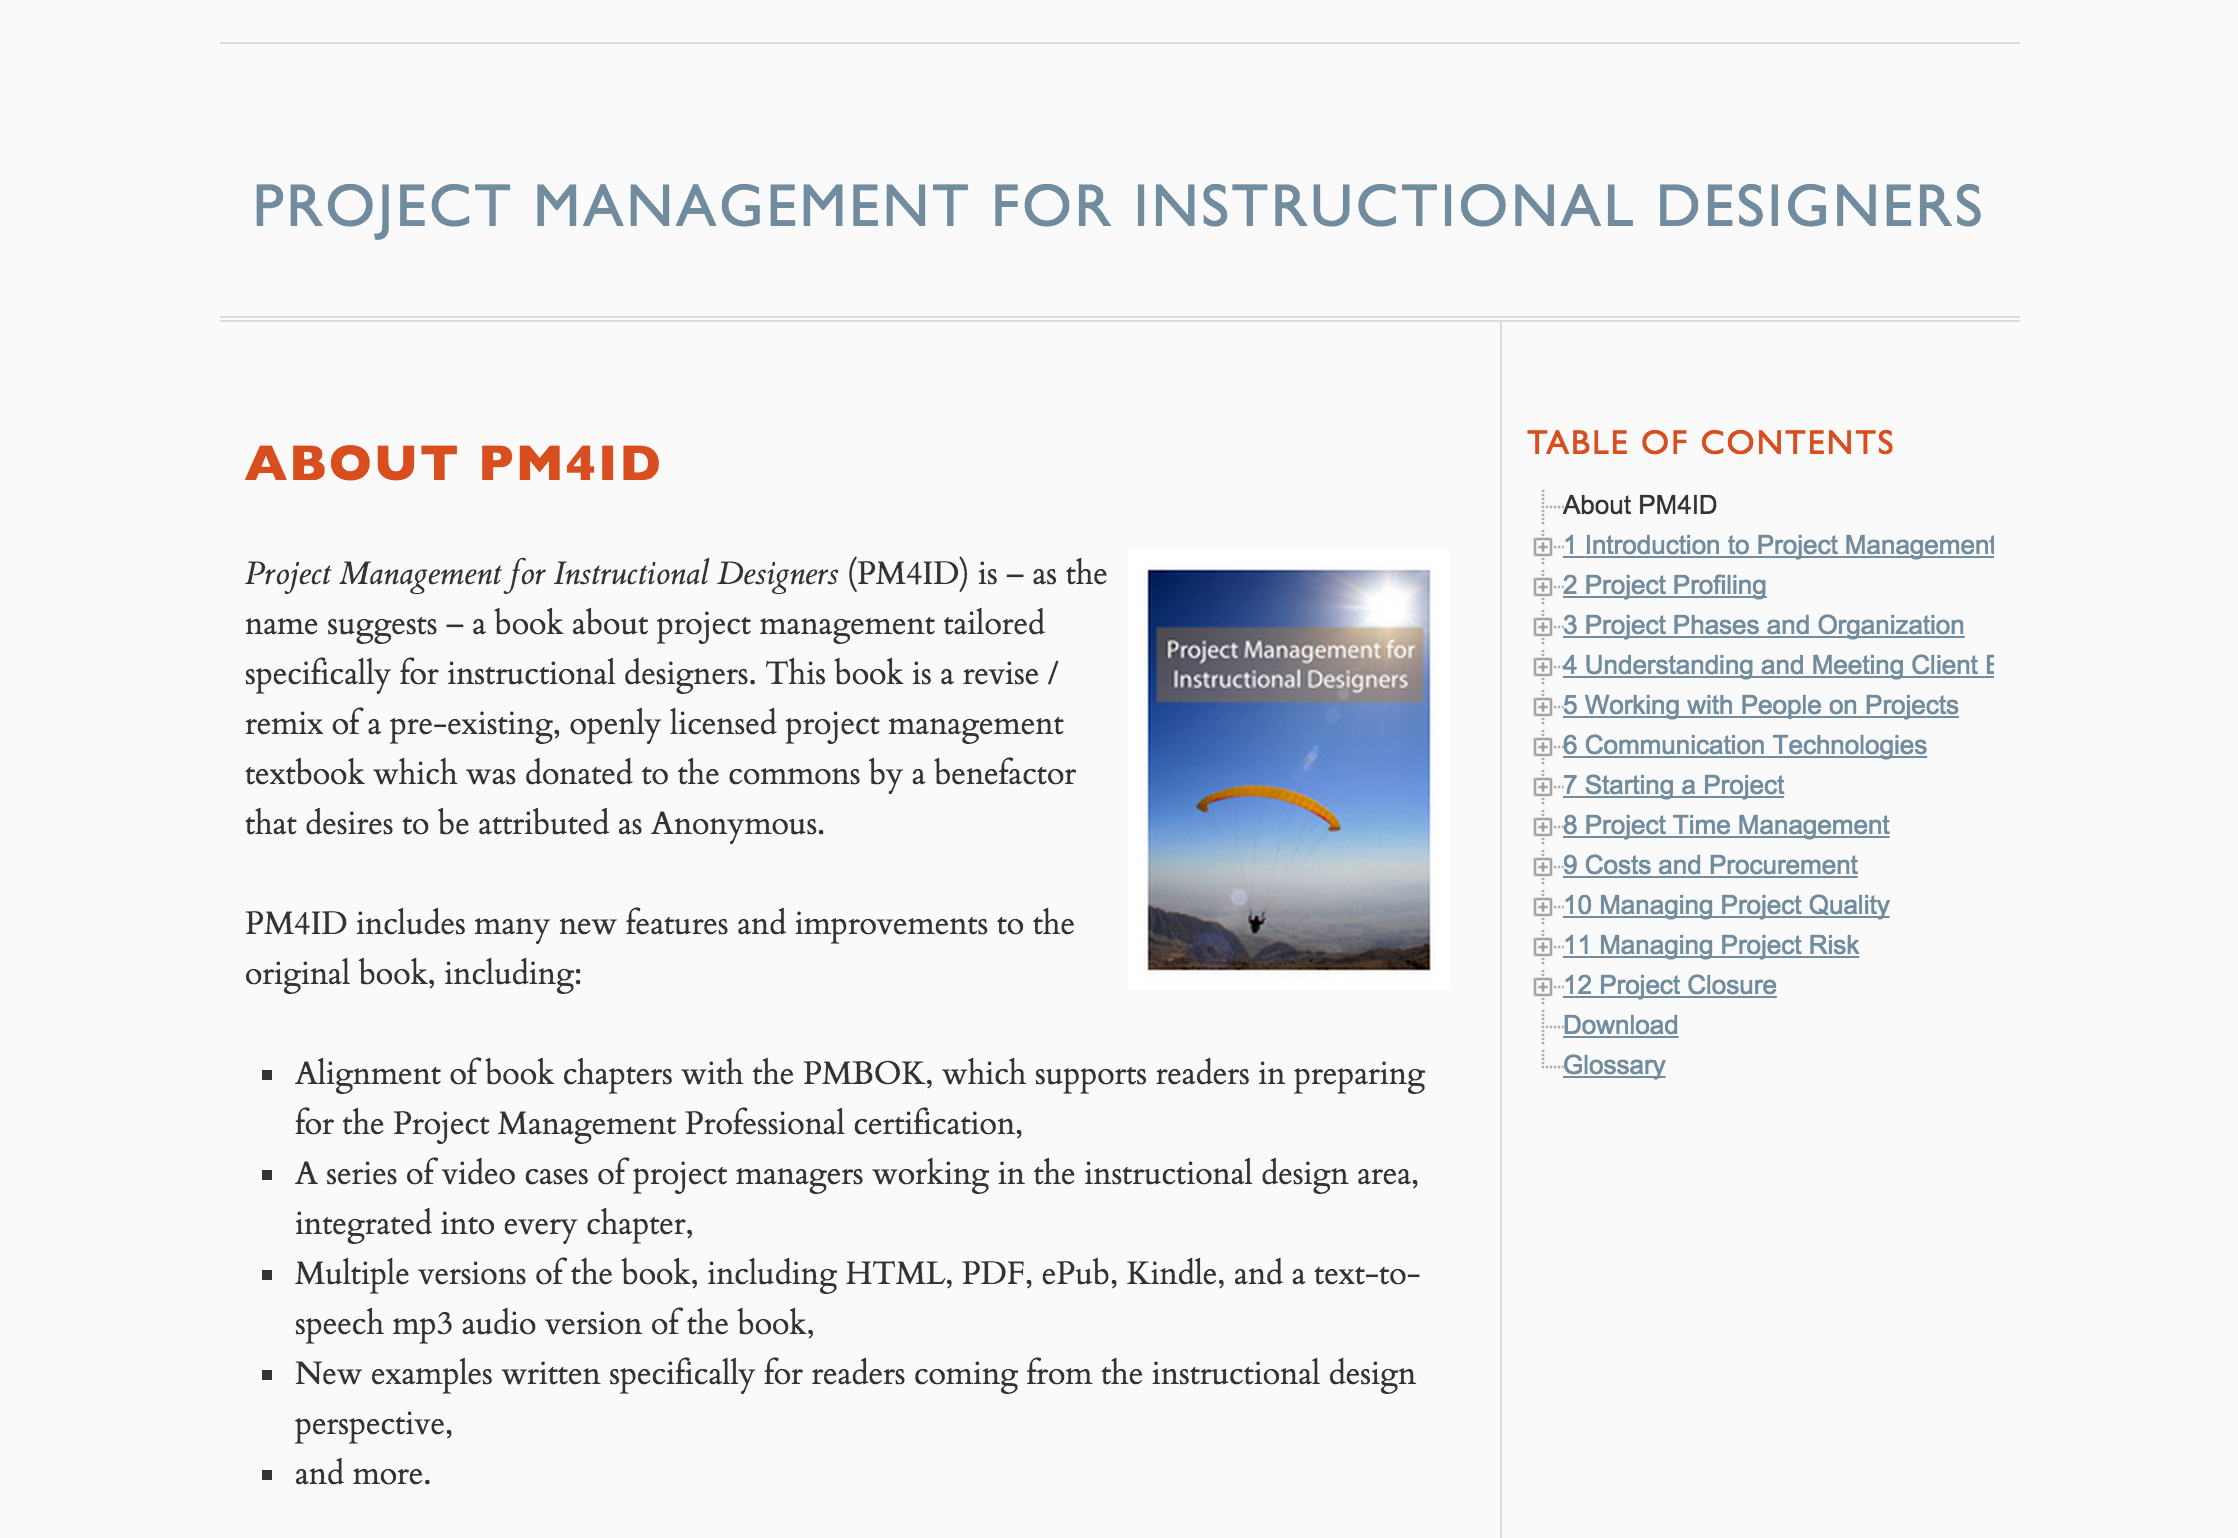 PROJECT MANAGEMENT FOR INSTRUCTIONAL DESIGNERS
ABOUT PM4ID
Project Management for Instructional Designers (PM4ID) is – as the
name suggests – a book about project management tailored
specifically for instructional designers. This book is a revise /
remix of a pre-existing, openly licensed project management
textbook which was donated to the commons by a benefactor
that desires to be attributed as Anonymous.
Project Management for
Instructional Designers
PM4ID includes many new features and improvements to the
original book, including:
▪ Alignment of book chapters with the PMBOK, which supports readers in preparing
for the Project Management Professional certification,
▪ A series of video cases of project managers working in the instructional design area,
integrated into every chapter,
▪ Multiple versions of the book, including HTML, PDF, ePub, Kindle, and a text-to-
speech mp3 audio version of the book,
▪ New examples written specifically for readers coming from the instructional design
perspective,
▪ and more.
TABLE OF CONTENTS
About PM4ID
1 Introduction to Project Management
2 Project Profiling
3 Project Phases and Organization
4 Understanding and Meeting Client
5 Working with People on Projects
6 Communication Technologies
7 Starting a Project
8 Project Time Management
9 Costs and Procurement
10 Managing Project Quality
11 Managing Project Risk
12 Project Closure
Download
Glossary